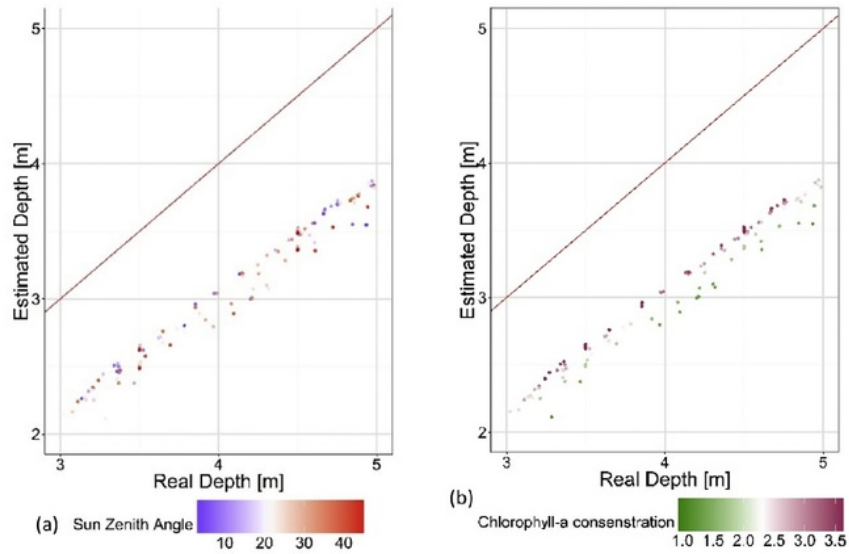 5
4
3
2
Estimated Depth [m]
3 4 5
Real Depth [m]
(a) Sun Zenith Angle
10 20 30 40
5
4
3
2
Estimated Depth [m]
3 4 5
Real Depth [m]
(b)
Chlorophyll-a consenstration
1.0 1.5 2.0 2.5 3.0 3.5